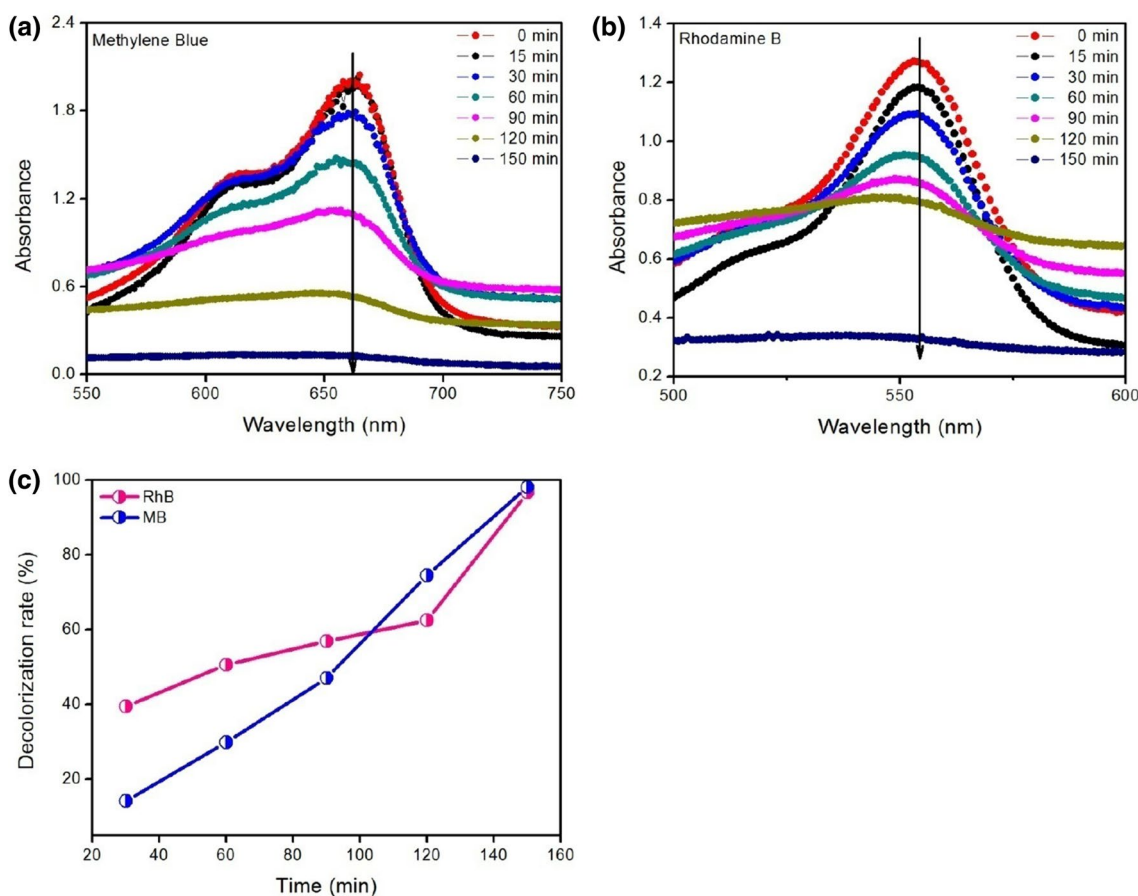 (a)
Methylene Blue
0 min
15 min
30 min
60 min
90 min
120 min
150 min
2.4
1.8
1.2
0.6
0.0
Absorbance
550 600 650 700 750
Wavelength (nm)
(b)
Rhodamine B
0 min
15 min
30 min
60 min
90 min
120 min
150 min
1.4
1.2
1.0
0.8
0.6
0.4
0.2
Absorbance
500 550 600
Wavelength (nm)
(c)
RhB
MB
100
80
60
40
20
Decolorization rate (%)
20 40 60 80 100 120 140 160
Time (min)